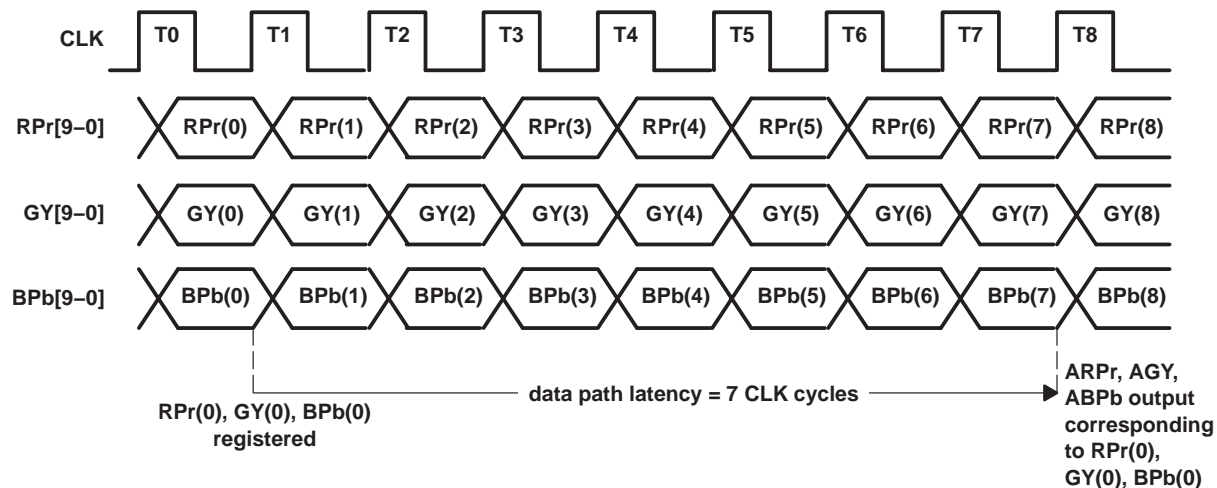 CLK T0 T1 T2 T3 T4 T5 T6 T7 T8
RPr[9–0] RPr(0) RPr(1) RPr(2) RPr(3) RPr(4) RPr(5) RPr(6) RPr(7) RPr(8)
GY[9–0] GY(0) GY(1) GY(2) GY(3) GY(4) GY(5) GY(6) GY(7) GY(8)
BPb[9–0] BPb(0) BPb(1) BPb(2) BPb(3) BPb(4) BPb(5) BPb(6) BPb(7) BPb(8)
data path latency = 7 CLK cycles
RPr(0), GY(0), BPb(0)
registered
ARPr, AGY,
ABPb output
corresponding
to RPr(0),
GY(0), BPb(0)